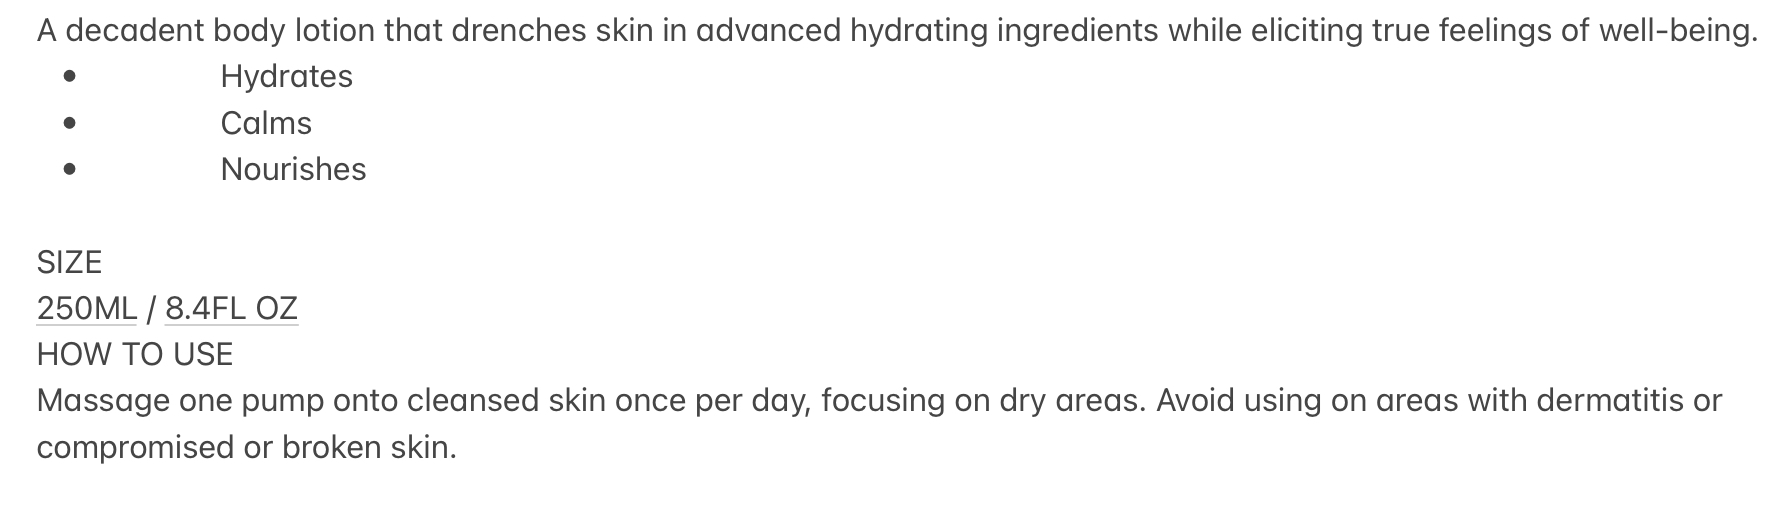 A decadent body lotion that drenches skin in advanced hydrating ingredients while eliciting true feelings of well-being.
• Hydrates
• Calms
• Nourishes
SIZE
250ML / 8.4FL OZ
HOW TO USE
Massage one pump onto cleansed skin once per day, focusing on dry areas. Avoid using on areas with dermatitis or
compromised or broken skin.